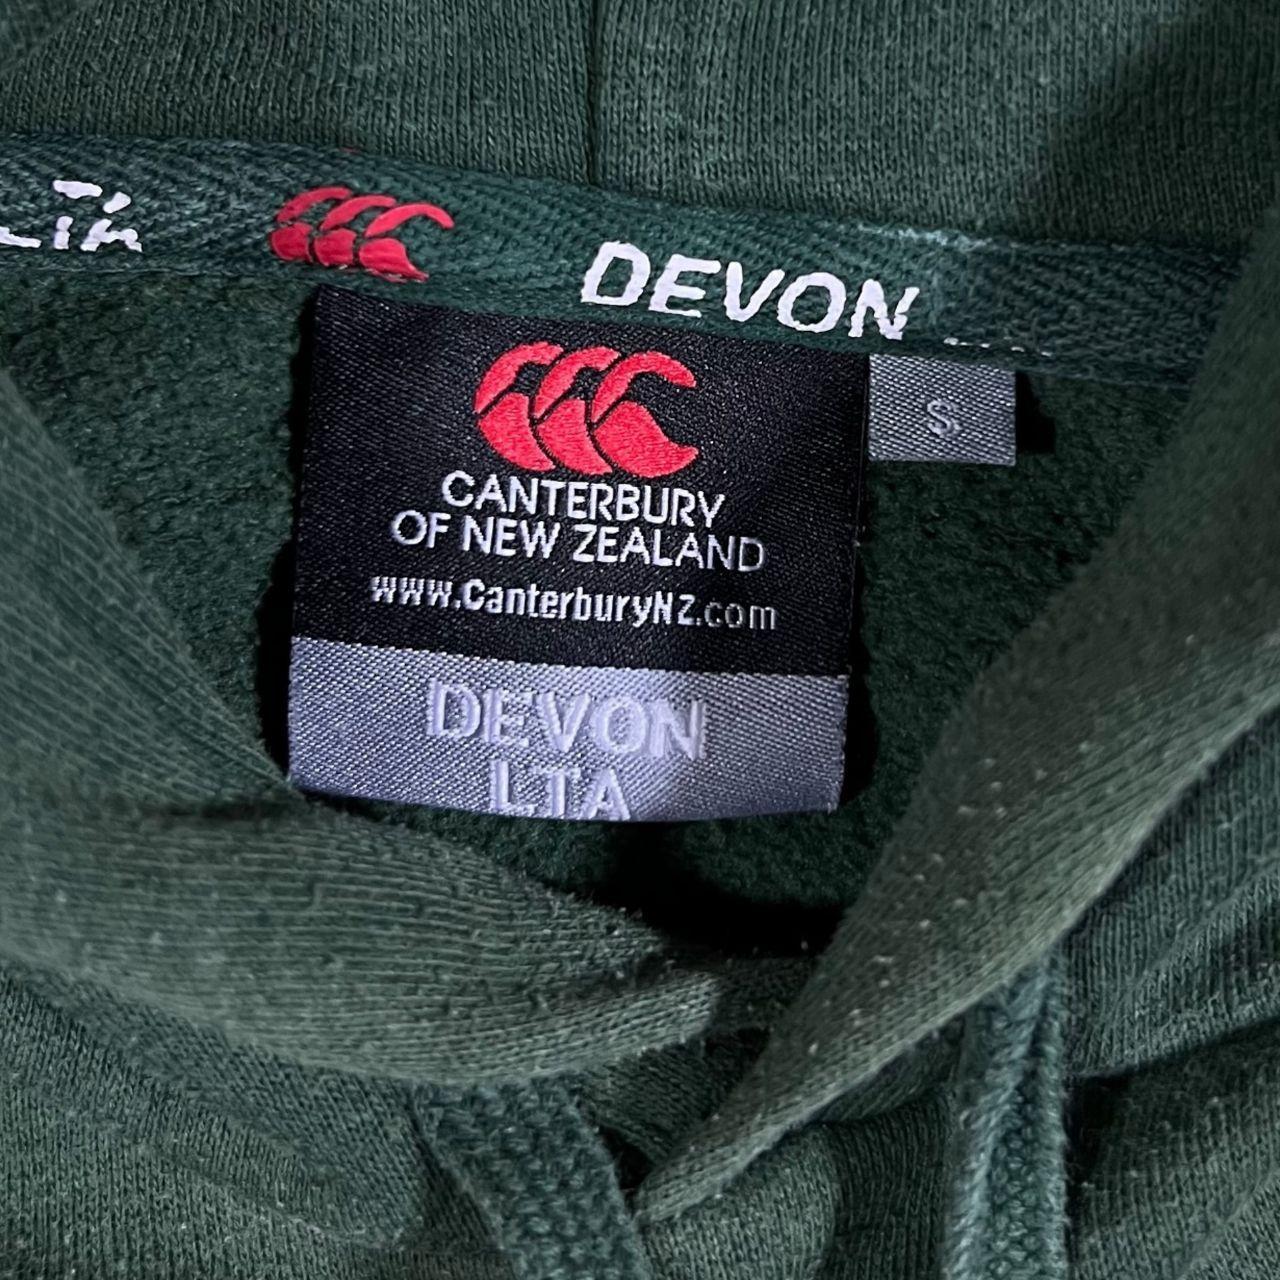 LTA
DEVON
S
CANTERBURY
OF NEW ZEALAND
www.CanterburyNZ.com
DEVON
LTA